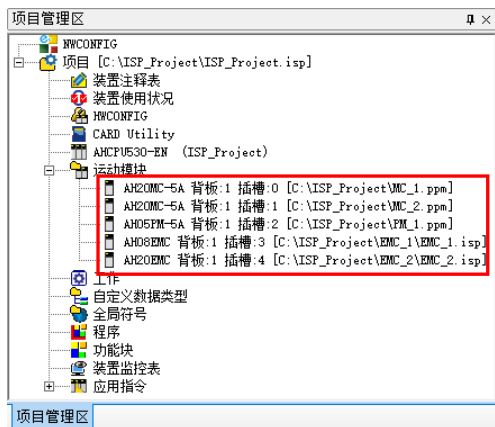 项目管理区
NWCONFIG
项目 [C:\ISP_Project\ISP_Project.isp]
装置注释表
装置使用状况
HWCONFIG
CARD Utility
AHCPU530-EN (ISP_Project)
运动模块
AH20MC-5A 背板:1 插槽:0 [C:\ISP_Project\MC_1.ppm]
AH20MC-5A 背板:1 插槽:1 [C:\ISP_Project\MC_2.ppm]
AH05PM-5A 背板:1 插槽:2 [C:\ISP_Project\PM_1.ppm]
AH08EMC 背板:1 插槽:3 [C:\ISP_Project\EMC_1\EMC_1.isp]
AH20EMC 背板:1 插槽:4 [C:\ISP_Project\EMC_2\EMC_2.isp]
工作
自定义数据类型
全局符号
程序
功能块
装置监控表
应用指令
项目管理区